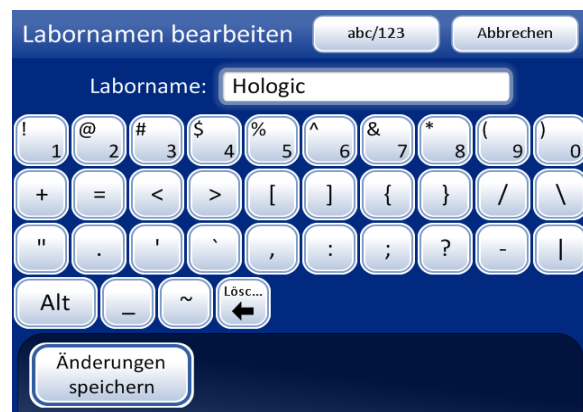 Labornamen bearbeiten abc/123 Abbrechen
Laborname: Hologic
! 1 @ 2 # 3 $ 4 % 5 ^ 6 & 7 * 8 ( 9 ) 0
+ = < > [ ] { } / \
" . ' ` , : ; ? - |
Alt _ ~ Lösc...
Änderungen
speichern